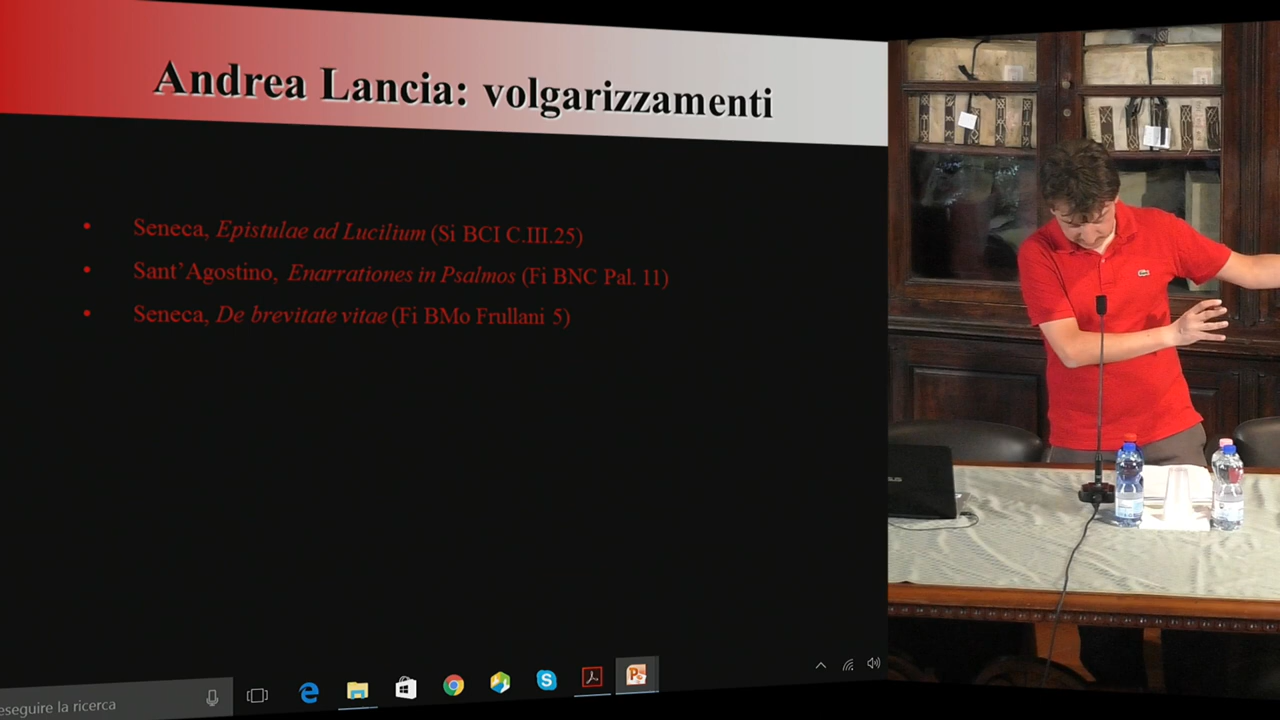 Andrea Lancia: volgarizzamenti
• Seneca, Epistulae ad Lucilium (Si BCI C.III.25)
• Sant’Agostino, Enarrationes in Psalmos (Fi BNC Pal. 11)
• Seneca, De brevitate vitae (Fi BMo Frullani 5)
eseguire la ricerca